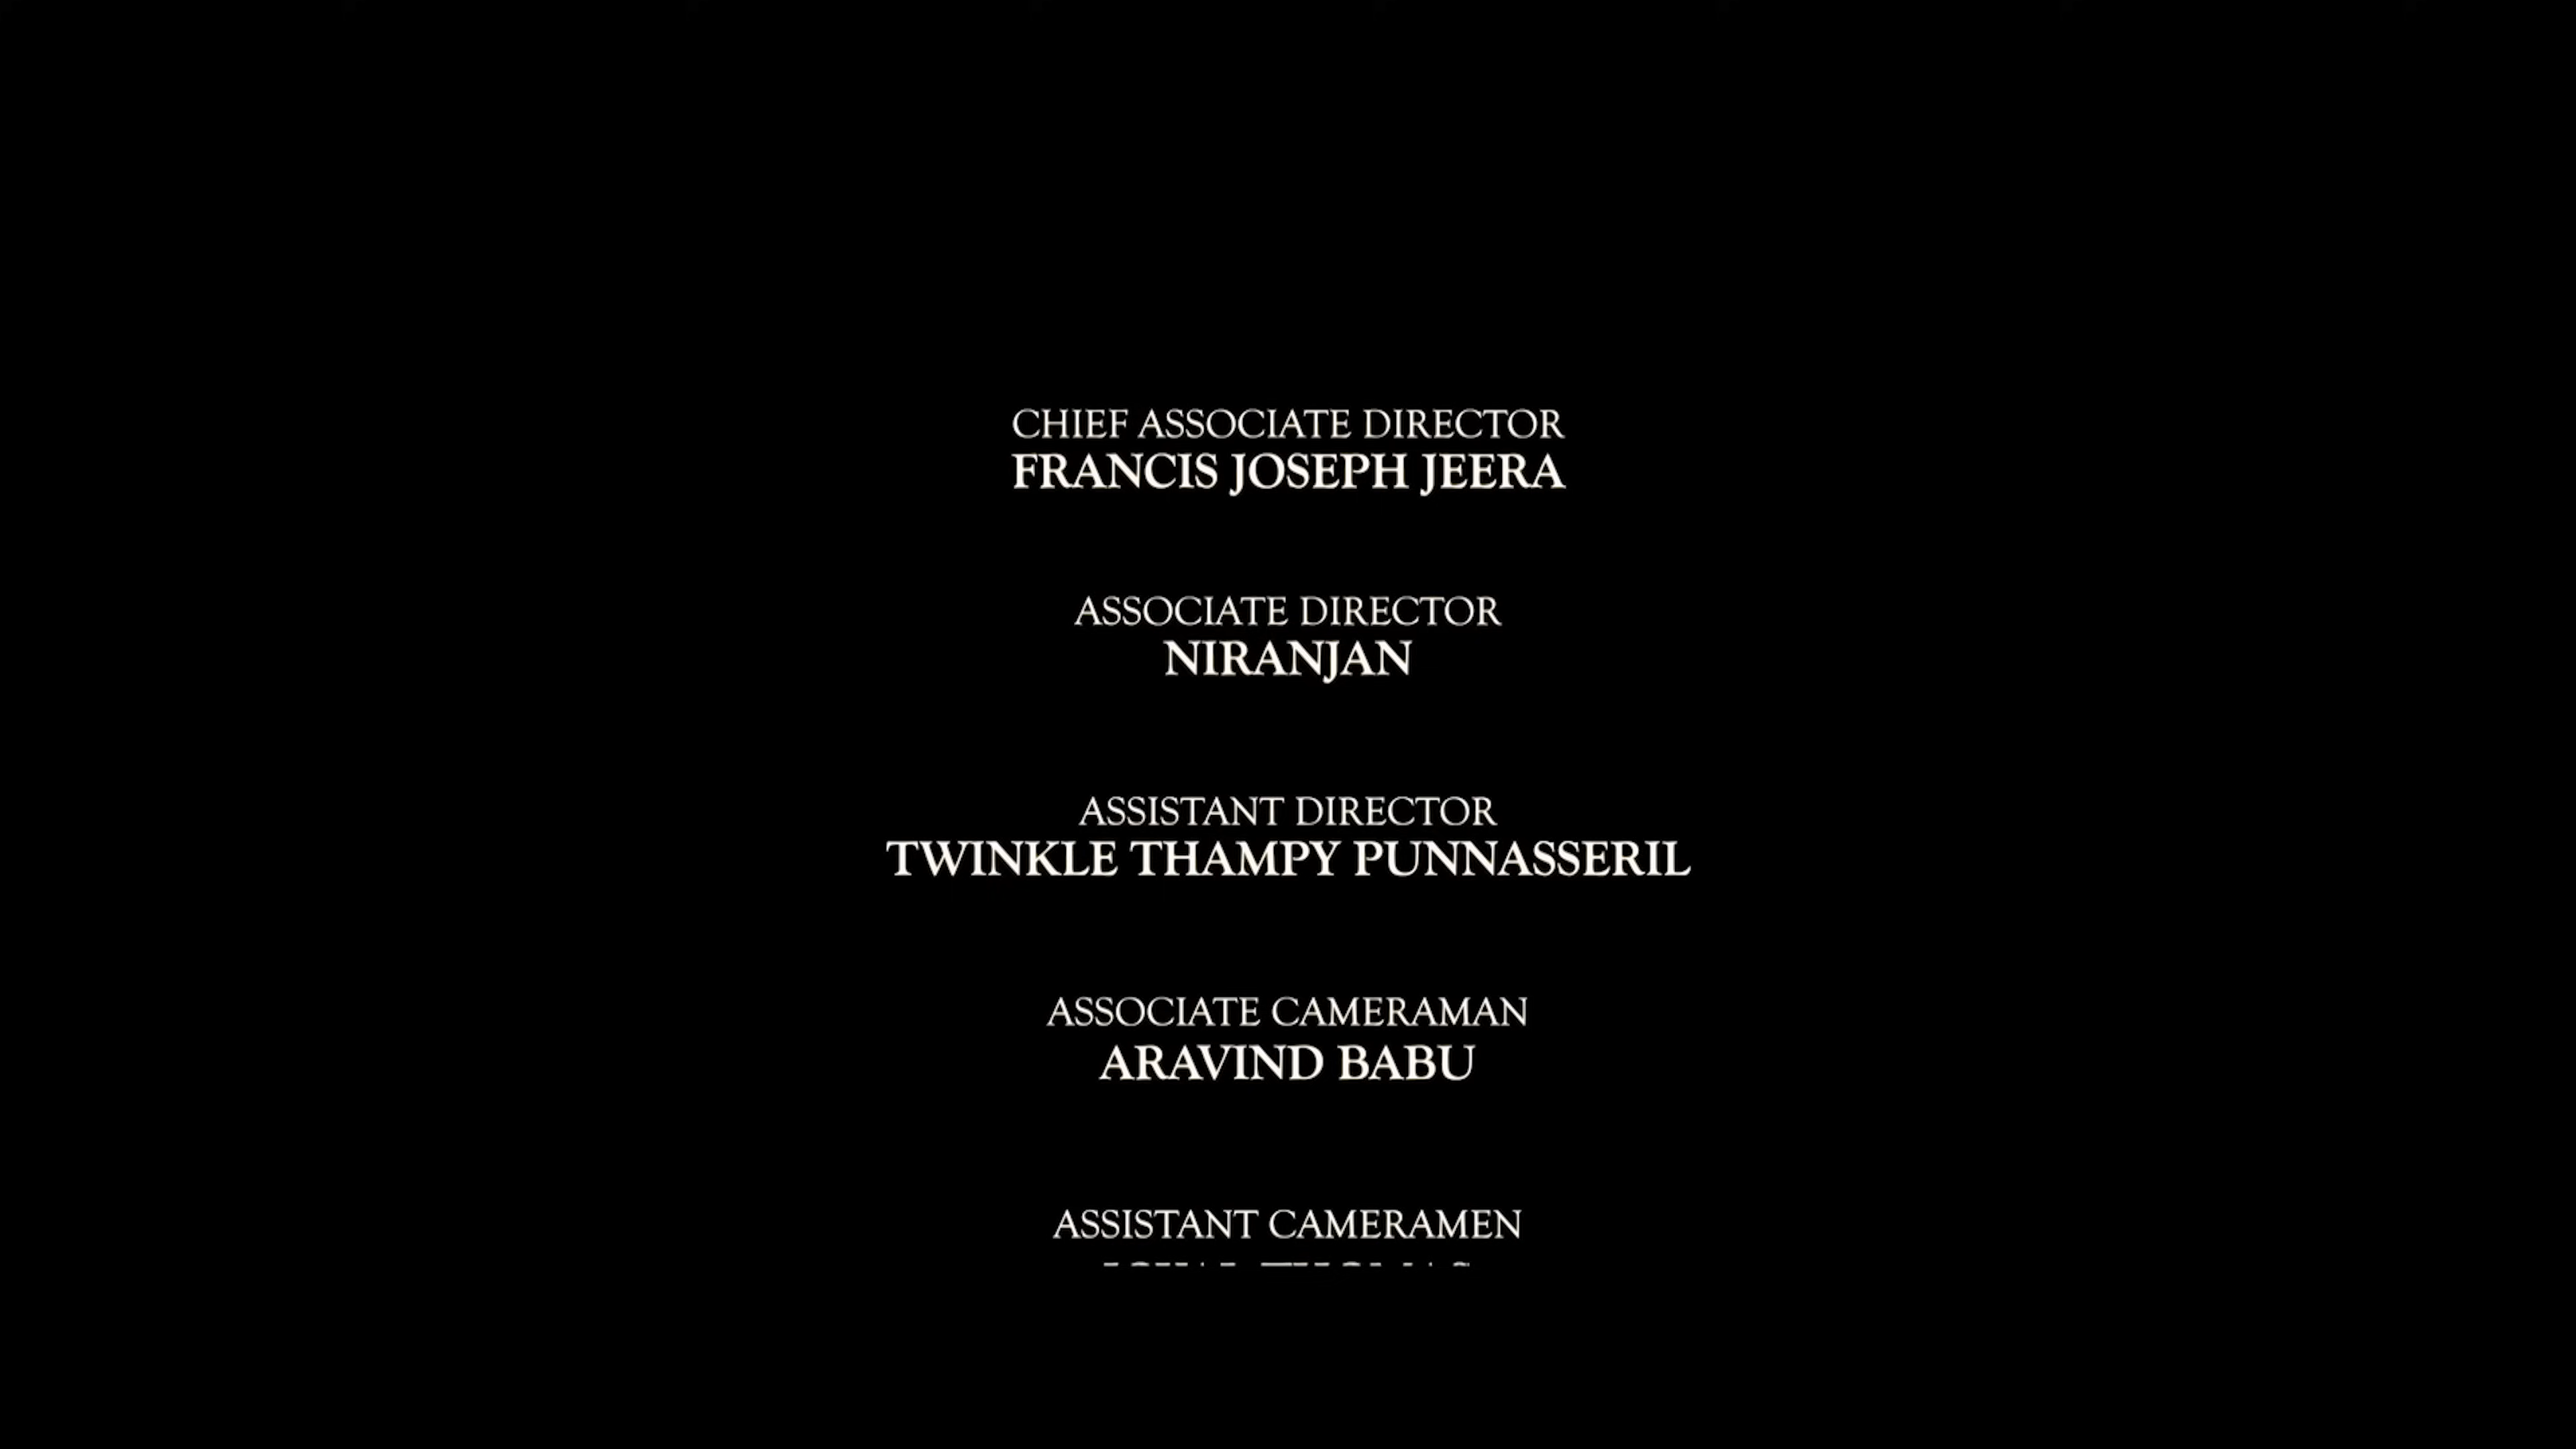 CHIEF ASSOCIATE DIRECTOR
FRANCIS JOSEPH JEERA
ASSOCIATE DIRECTOR
NIRANJAN
ASSISTANT DIRECTOR
TWINKLE THAMPY PUNNASSERIL
ASSOCIATE CAMERAMAN
ARAVIND BABU
ASSISTANT CAMERAMEN